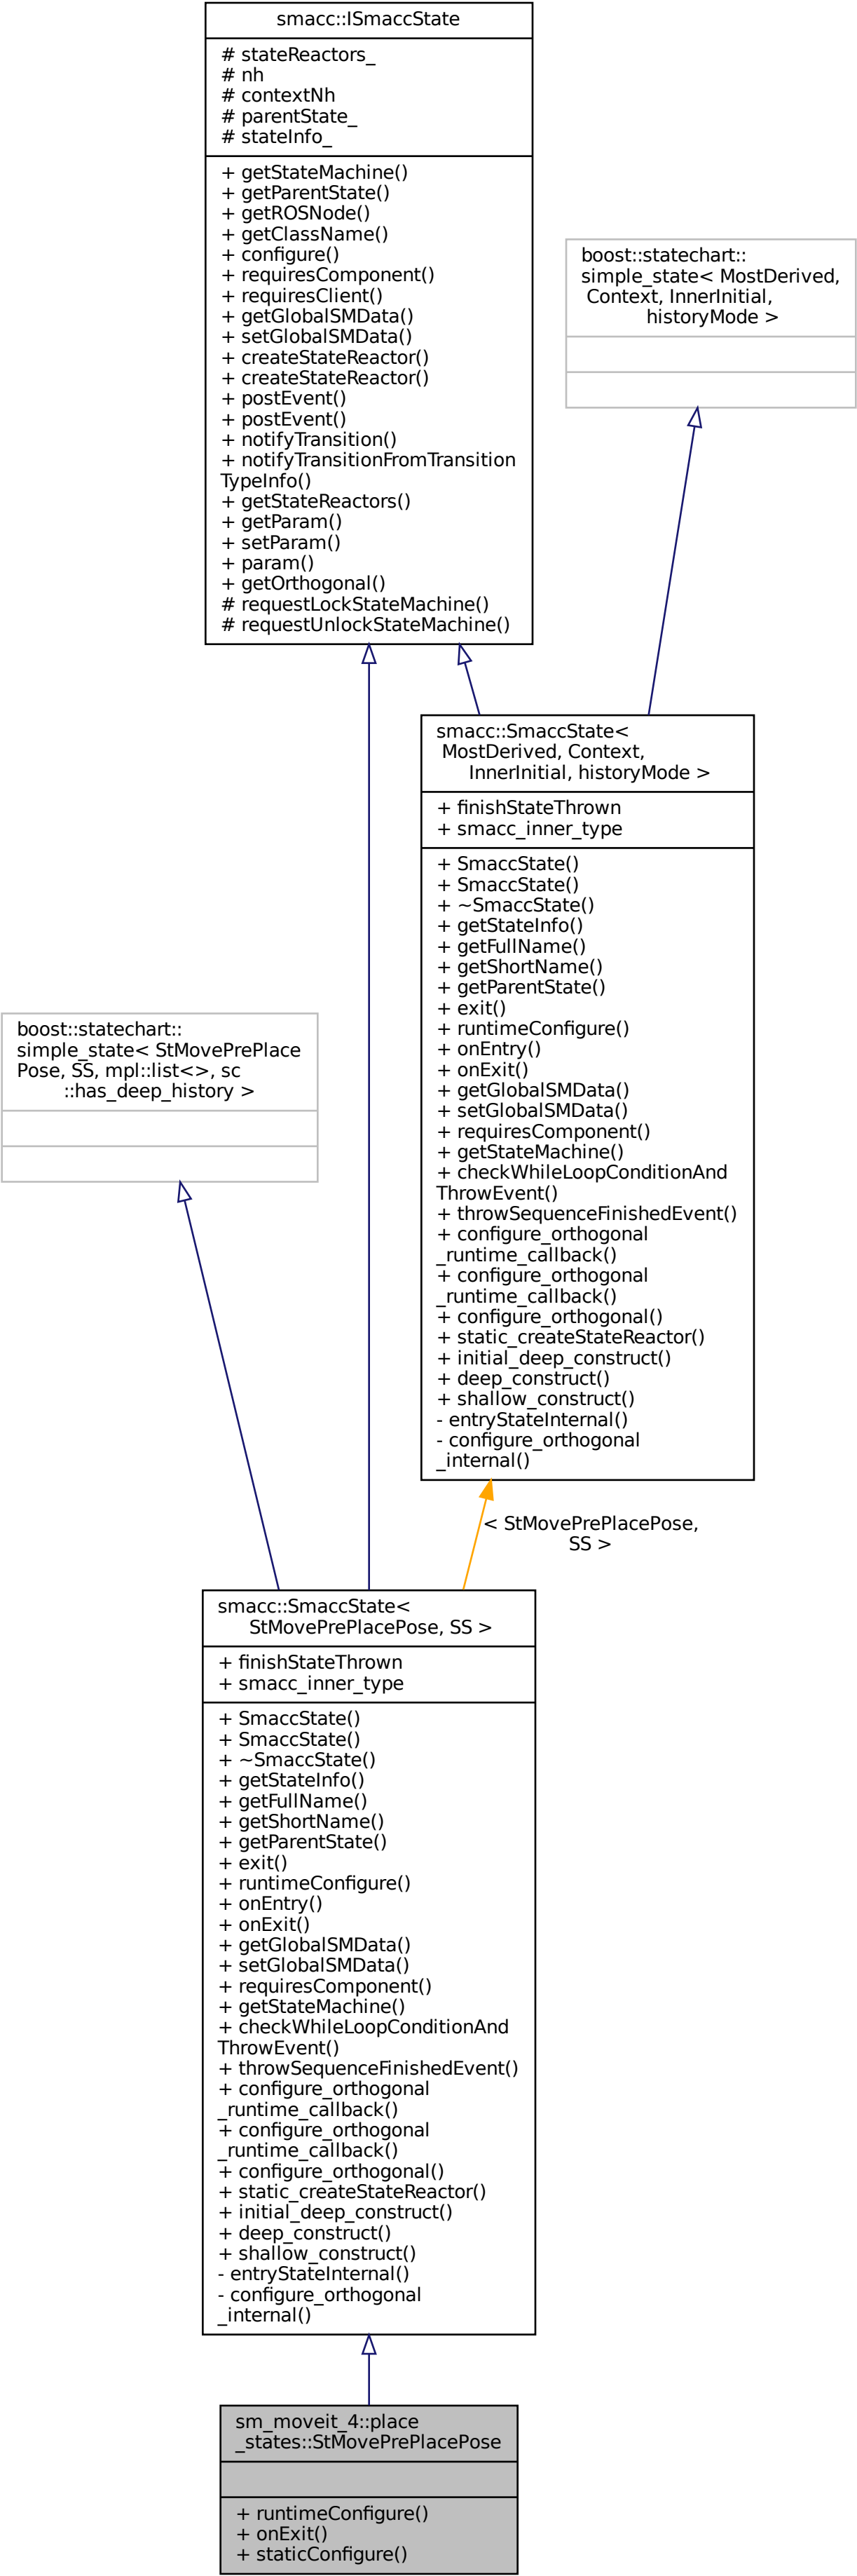 smacc::ISmaccState
# stateReactors_
# nh
# contextNh
# parentState_
# stateInfo_
+ getStateMachine()
+ getParentState()
+ getROSNode()
+ getClassName()
+ configure()
+ requiresComponent()
+ requiresClient()
+ getGlobalSMData()
+ setGlobalSMData()
+ createStateReactor()
+ createStateReactor()
+ postEvent()
+ postEvent()
+ notifyTransition()
+ notifyTransitionFromTransition
TypeInfo()
+ getStateReactors()
+ getParam()
+ setParam()
+ param()
+ getOrthogonal()
# requestLockStateMachine()
# requestUnlockStateMachine()
boost::statechart::
simple_state< MostDerived,
Context, InnerInitial,
historyMode >
smacc::SmaccState<
MostDerived, Context,
InnerInitial, historyMode >
+ finishStateThrown
+ smacc_inner_type
+ SmaccState()
+ SmaccState()
+ ~SmaccState()
+ getStateInfo()
+ getFullName()
+ getShortName()
+ getParentState()
+ exit()
+ runtimeConfigure()
+ onEntry()
+ onExit()
+ getGlobalSMData()
+ setGlobalSMData()
+ requiresComponent()
+ getStateMachine()
+ checkWhileLoopConditionAnd
ThrowEvent()
+ throwSequenceFinishedEvent()
+ configure_orthogonal
_runtime_callback()
+ configure_orthogonal
_runtime_callback()
+ configure_orthogonal()
+ static_createStateReactor()
+ initial_deep_construct()
+ deep_construct()
+ shallow_construct()
- entryStateInternal()
- configure_orthogonal
_internal()
boost::statechart::
simple_state< StMovePrePlace
Pose, SS, mpl::list<>, sc
::has_deep_history >
< StMovePrePlacePose,
SS >
smacc::SmaccState<
StMovePrePlacePose, SS >
+ finishStateThrown
+ smacc_inner_type
+ SmaccState()
+ SmaccState()
+ ~SmaccState()
+ getStateInfo()
+ getFullName()
+ getShortName()
+ getParentState()
+ exit()
+ runtimeConfigure()
+ onEntry()
+ onExit()
+ getGlobalSMData()
+ setGlobalSMData()
+ requiresComponent()
+ getStateMachine()
+ checkWhileLoopConditionAnd
ThrowEvent()
+ throwSequenceFinishedEvent()
+ configure_orthogonal
_runtime_callback()
+ configure_orthogonal
_runtime_callback()
+ configure_orthogonal()
+ static_createStateReactor()
+ initial_deep_construct()
+ deep_construct()
+ shallow_construct()
- entryStateInternal()
- configure_orthogonal
_internal()
sm_moveit_4::place
_states::StMovePrePlacePose
+ runtimeConfigure()
+ onExit()
+ staticConfigure()